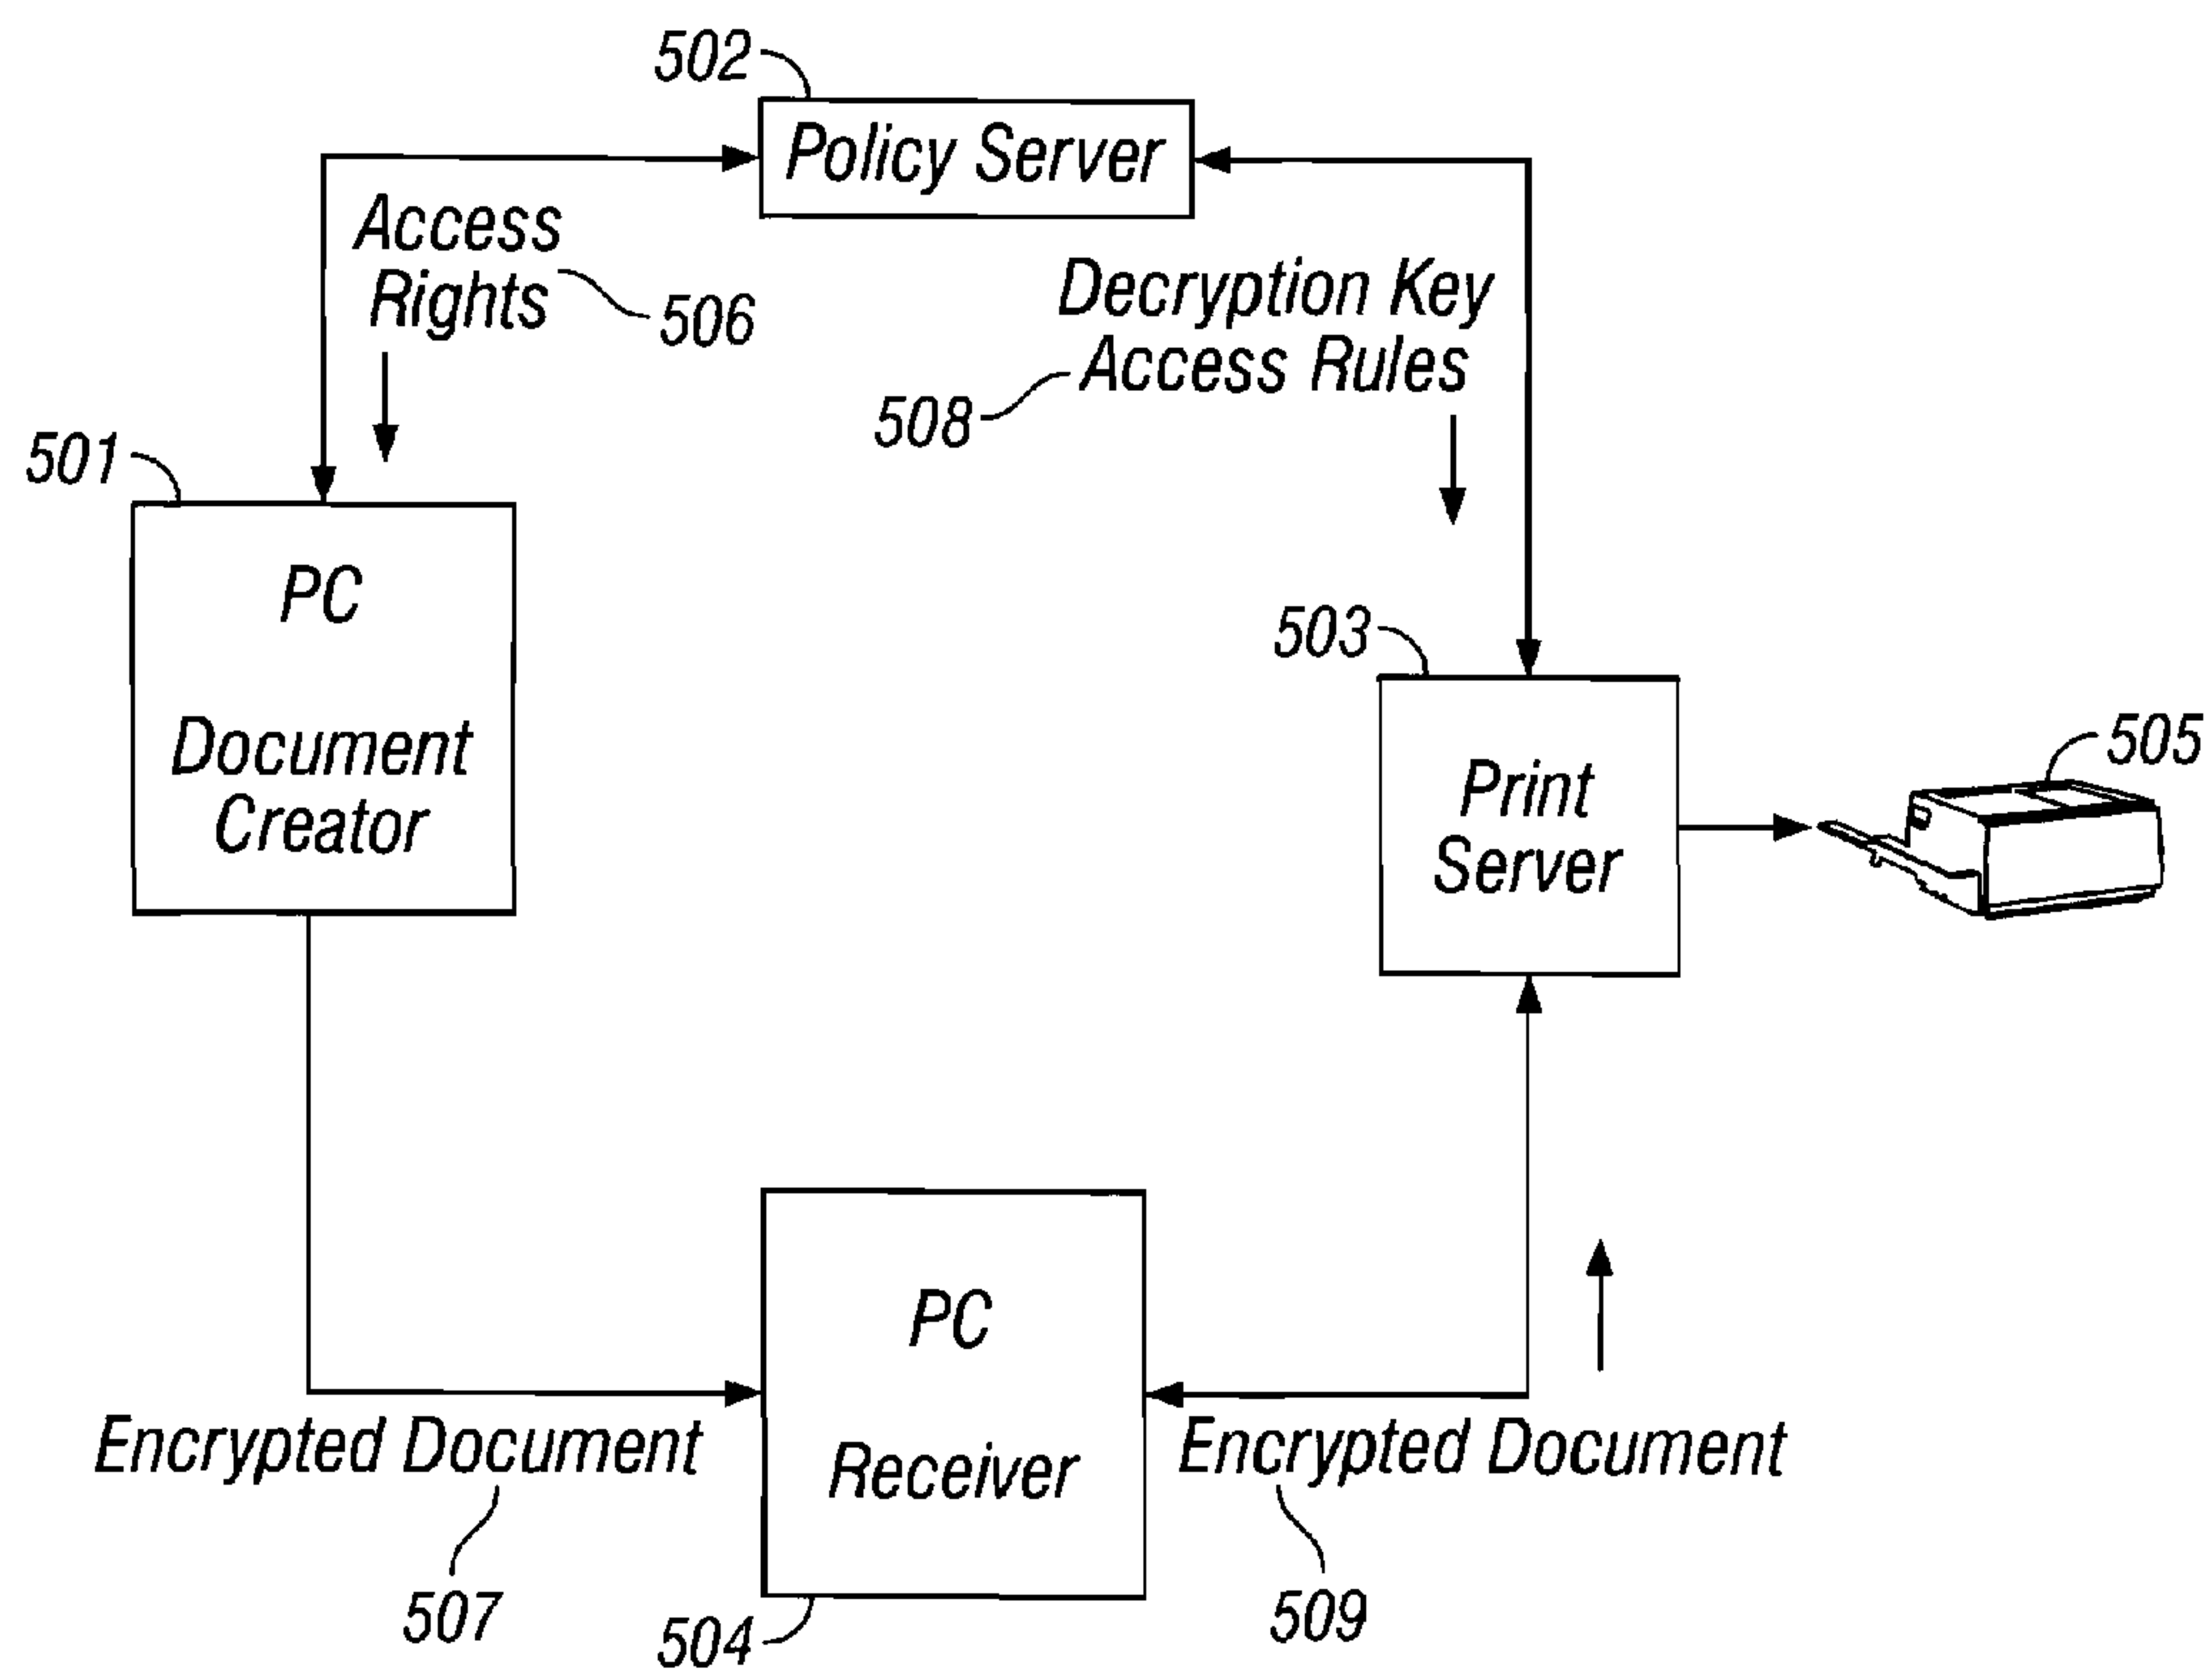 502
Policy Server
Access
Rights
506
Decryption Key
Access Rules
508
501
PC
Document
Creator
503
Print
Server
505
PC
Receiver
Encrypted Document
507
504
Encrypted Document
509